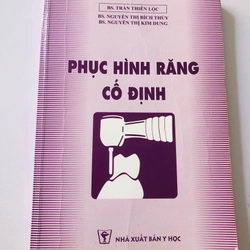 BS. TRẦN THIÊN LỘC
BS. NGUYỄN THỊ BÍCH THỦY
BS. NGUYỄN THỊ KIM DUNG
PHỤC HÌNH RĂNG
CỐ ĐỊNH
NHÀ XUẤT BẢN Y HỌC